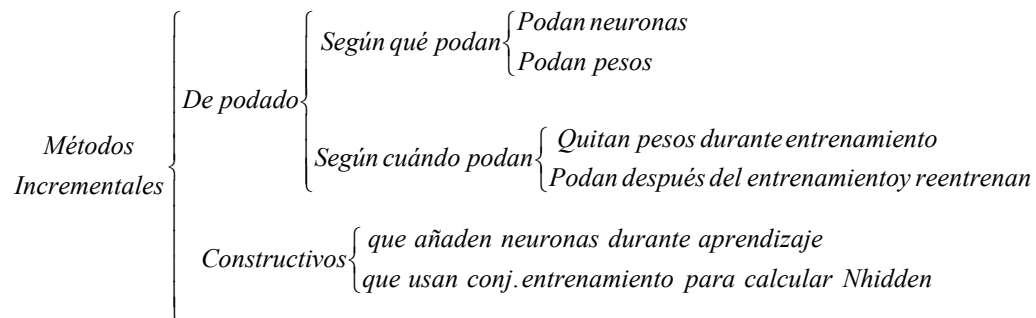 Métodos
Incrementales
De podado
Según qué podan
Podan neuronas
Podan pesos
Según cuándo podan
Quitan pesos durante entrenamiento
Podan después del entrenamientoy reentrenan
Constructivos
que añaden neuronas durante aprendizaje
que usan conj.entrenamiento para calcular Nhidden